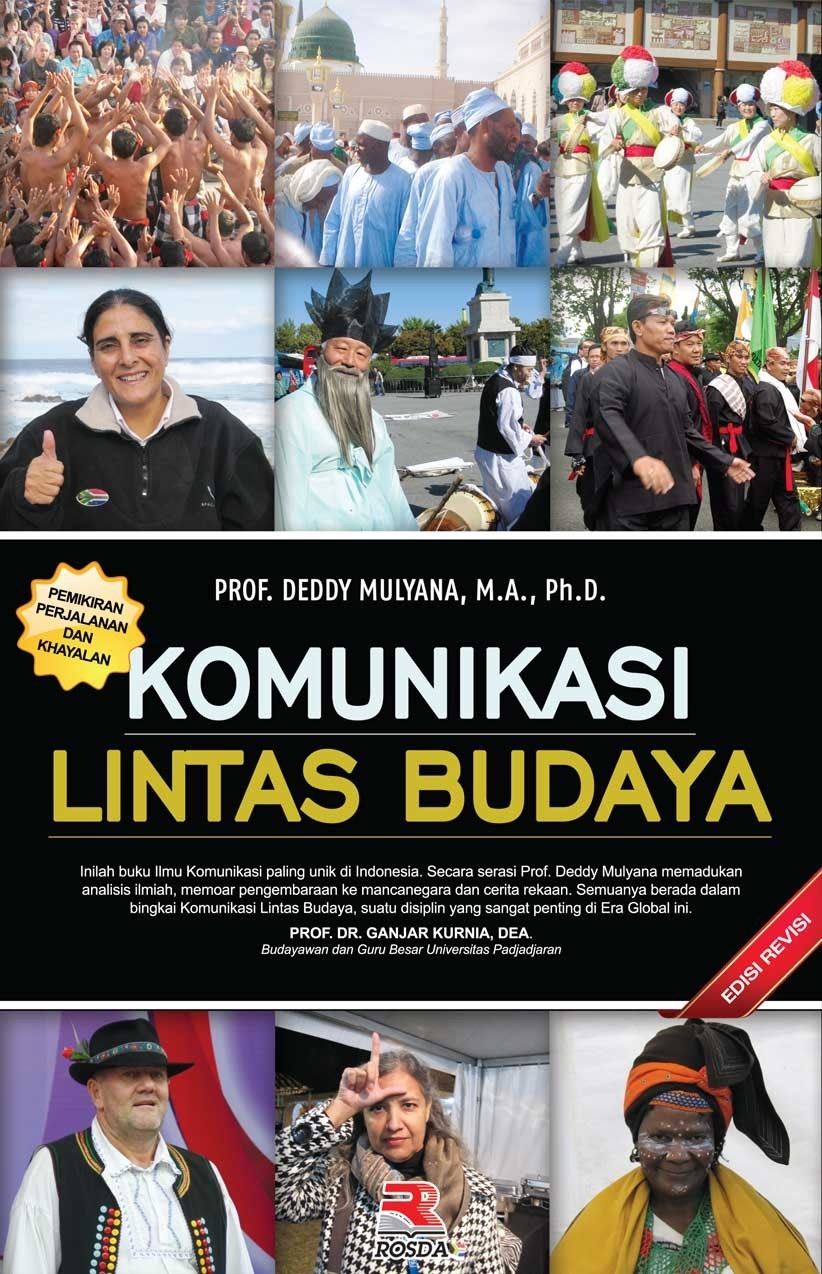 PROF. DEDDY MULYANA, M.A., Ph.D.
PEMIKIRAN
PERJALANAN
DAN
KHAYALAN
KOMUNIKASI
LINTAS BUDAYA
Inilah buku Ilmu Komunikasi paling unik di Indonesia. Secara serasi Prof. Deddy Mulyana memadukan
analisis ilmiah, memoar pengembaraan ke mancanegara dan cerita rekaan. Semuanya berada dalam
bingkai Komunikasi Lintas Budaya, suatu disiplin yang sangat penting di Era Global ini.
PROF. DR. GANJAR KURNIA, DEA.
Budayawan dan Guru Besar Universitas Padjadjaran
EDISI REVISI
ROSDA